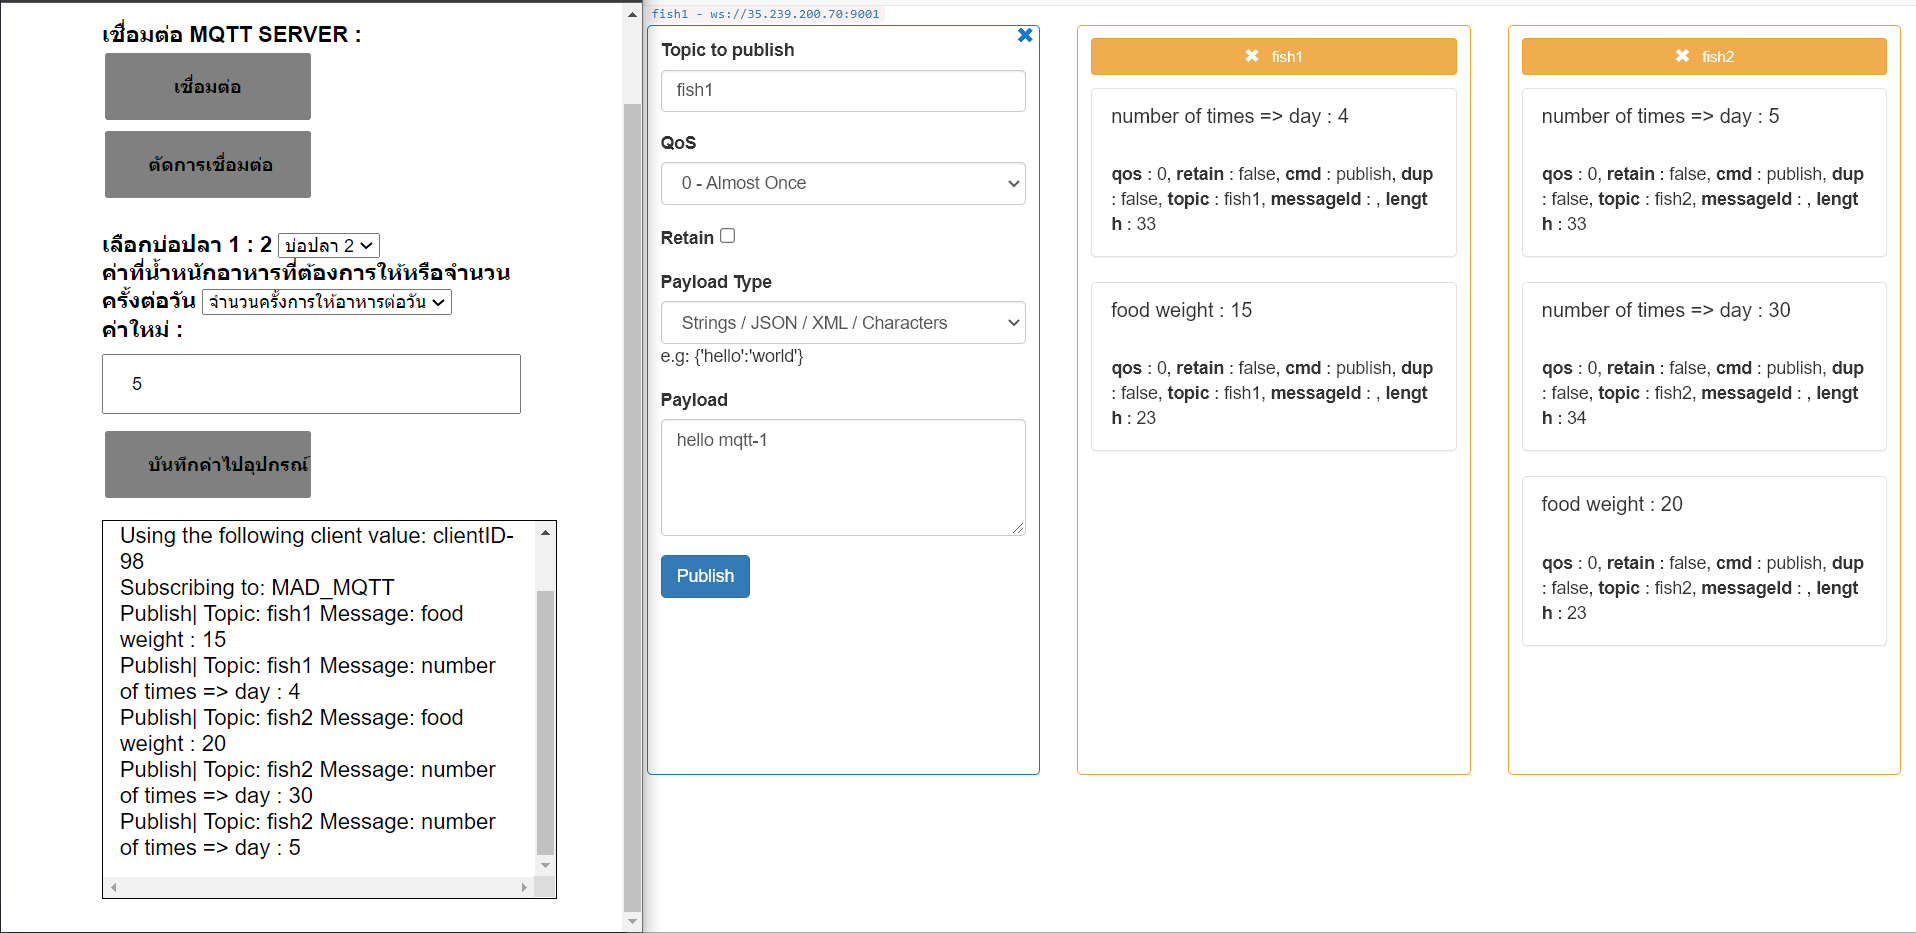 เชื่อมต่อ MQTT SERVER :
เชื่อมต่อ
ตัดการเชื่อมต่อ
เลือกบ่อปลา 1 : 2 บ่อปลา 2
ค่าที่น้ำหนักอาหารที่ต้องการให้หรือจำนวน
ครั้งต่อวัน จำนวนครั้งการให้อาหารต่อวัน
ค่าใหม่ :
5
บันทึกค่าไปอุปกรณ์
Using the following client value: clientID-
98
Subscribing to: MAD_MQTT
Publish| Topic: fish1 Message: food
weight : 15
Publish| Topic: fish1 Message: number
of times => day : 4
Publish| Topic: fish2 Message: food
weight : 20
Publish| Topic: fish2 Message: number
of times => day : 30
Publish| Topic: fish2 Message: number
of times => day : 5
fish1 - ws://35.239.200.70:9001
Topic to publish
fish1
QoS
0 - Almost Once
Retain
Payload Type
Strings / JSON / XML / Characters
e.g: {'hello':'world'}
Payload
hello mqtt-1
Publish
✖ fish1
number of times => day : 4
qos : 0, retain : false, cmd : publish, dup
: false, topic : fish1, messageId : , lengt
h : 33
food weight : 15
qos : 0, retain : false, cmd : publish, dup
: false, topic : fish1, messageId : , lengt
h : 23
✖ fish2
number of times => day : 5
qos : 0, retain : false, cmd : publish, dup
: false, topic : fish2, messageId : , lengt
h : 33
number of times => day : 30
qos : 0, retain : false, cmd : publish, dup
: false, topic : fish2, messageId : , lengt
h : 34
food weight : 20
qos : 0, retain : false, cmd : publish, dup
: false, topic : fish2, messageId : , lengt
h : 23